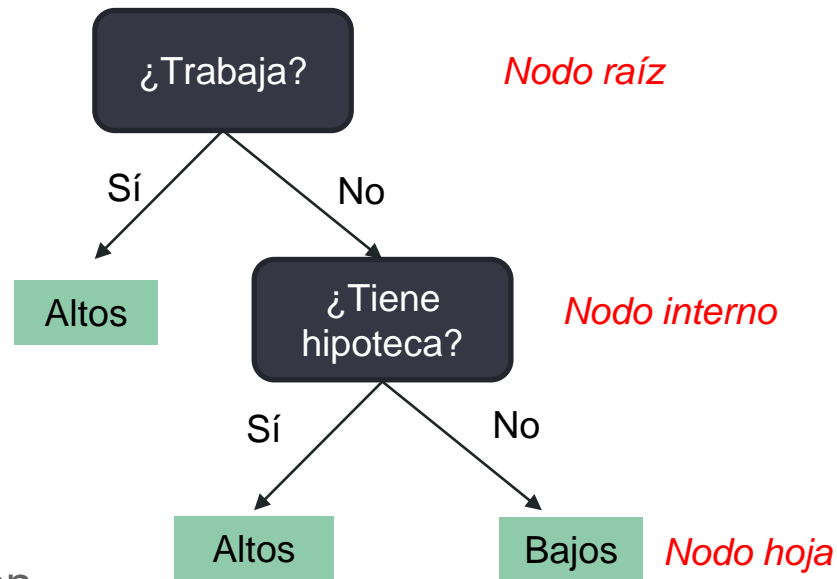 ¿Trabaja?
Nodo raíz
Sí
No
Altos
¿Tiene
hipoteca?
Nodo interno
Sí
No
Altos
Bajos
Nodo hoja